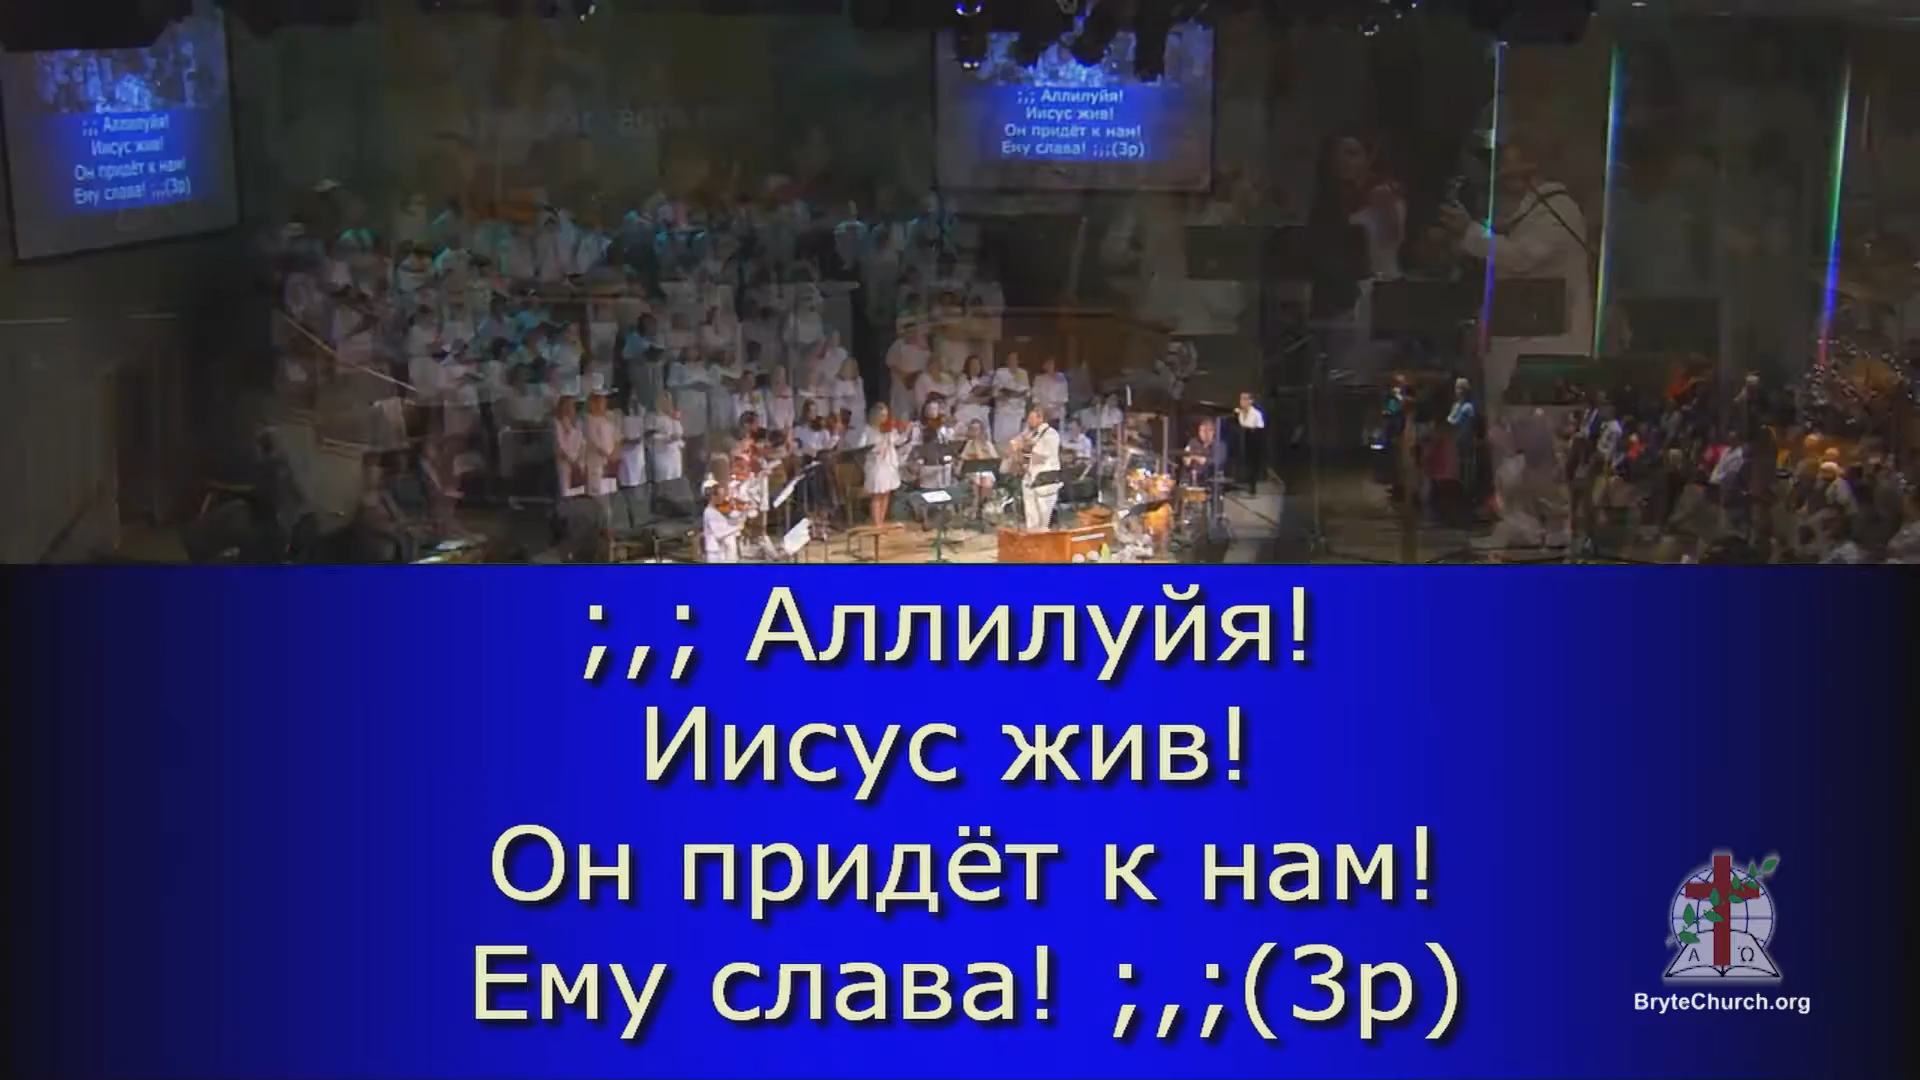 ;,; Аллилуйя!
Иисус жив!
Он придёт к нам!
Ему слава! ;,;(3р)
;,; Аллилуйя!
Иисус жив!
Он придёт к нам!
Ему слава! ;,;(3р)
;,; Аллилуйя!
Иисус жив!
Он придёт к нам!
Ему слава! ;,;(3р)
Α Ω
BryteChurch.org